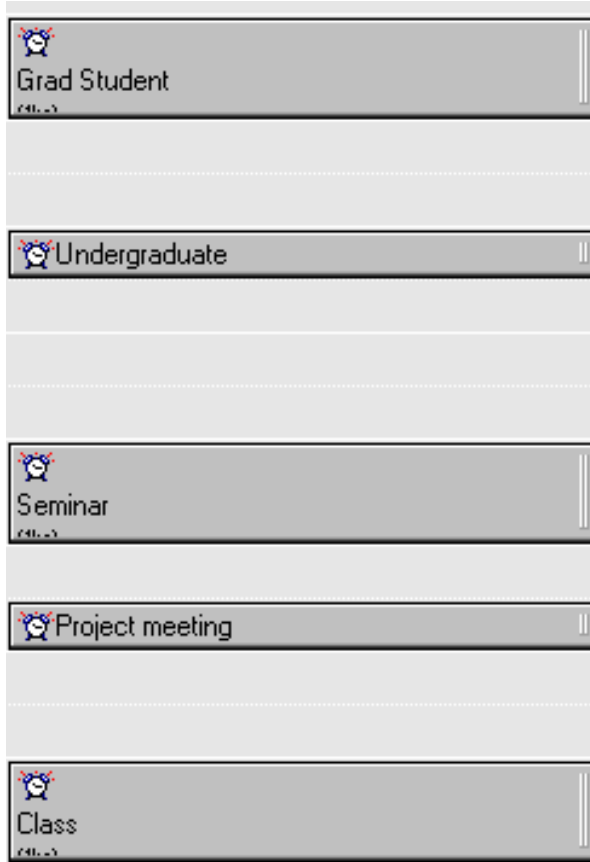 Grad Student
Undergraduate
Seminar
Project meeting
Class